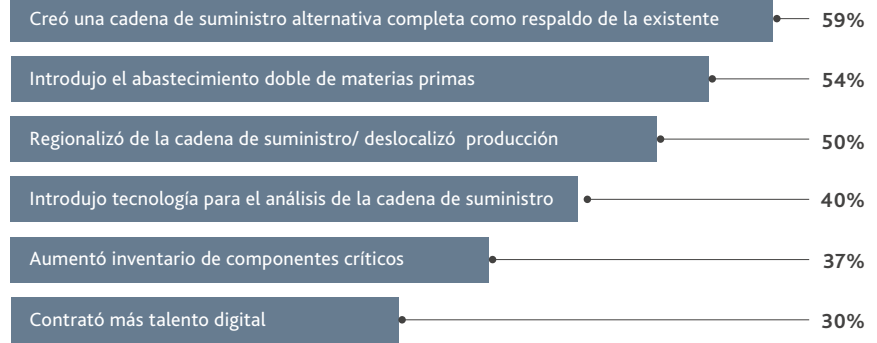 Creó una cadena de suministro alternativa completa como respaldo de la existente 59%
Introdujo el abastecimiento doble de materias primas 54%
Regionalizó de la cadena de suministro/ deslocalizó producción 50%
Introdujo tecnología para el análisis de la cadena de suministro 40%
Aumentó inventario de componentes críticos 37%
Contrató más talento digital 30%